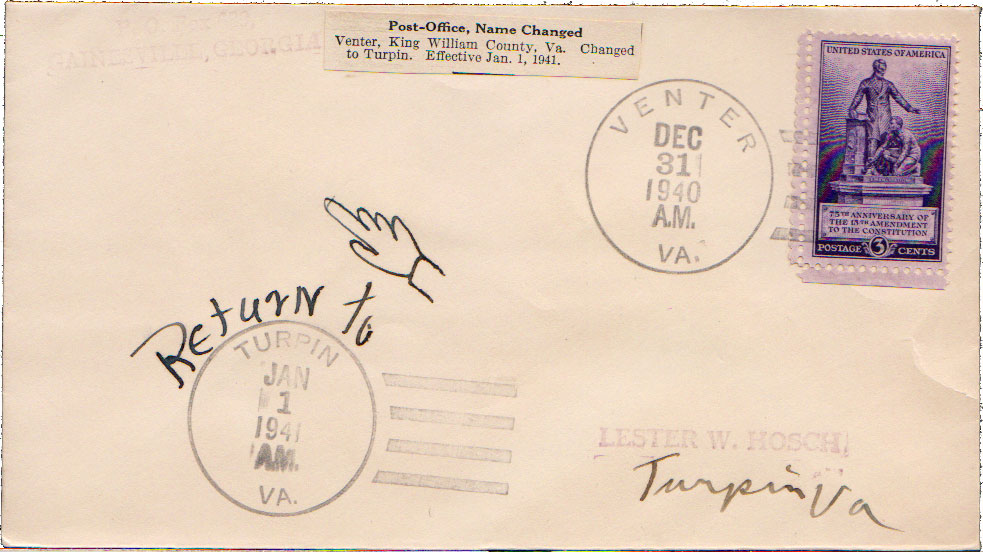 GEORGIA
Post-Office, Name Changed
Venter, King William County, Va. Changed
to Turpin. Effective Jan. 1, 1941.
VENTER
DEC
31
1940
A.M.
VA.
UNITED STATES OF AMERICA
75TH ANNIVERSARY OF
THE 13TH AMENDMENT
TO THE CONSTITUTION
POSTAGE 3 CENTS
Return to
TURPIN
JAN
1
1941
A.M.
VA.
LESTER W. HOSCH
Turpin Va